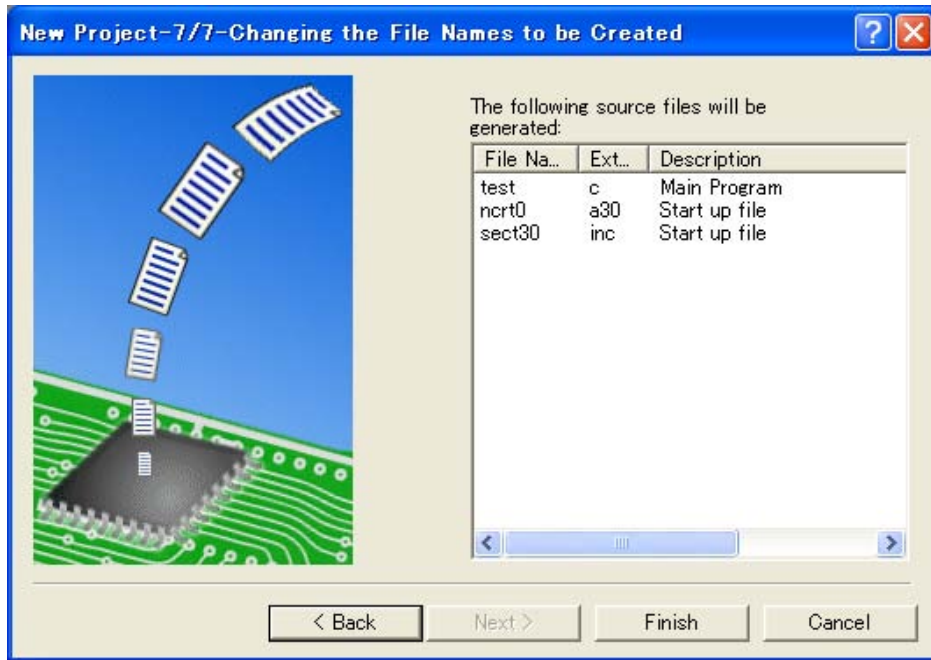 New Project-7/7-Changing the File Names to be Created
The following source files will be
generated:
File Na... Ext... Description
test c Main Program
ncrt0 a30 Start up file
sect30 inc Start up file
< Back Next > Finish Cancel